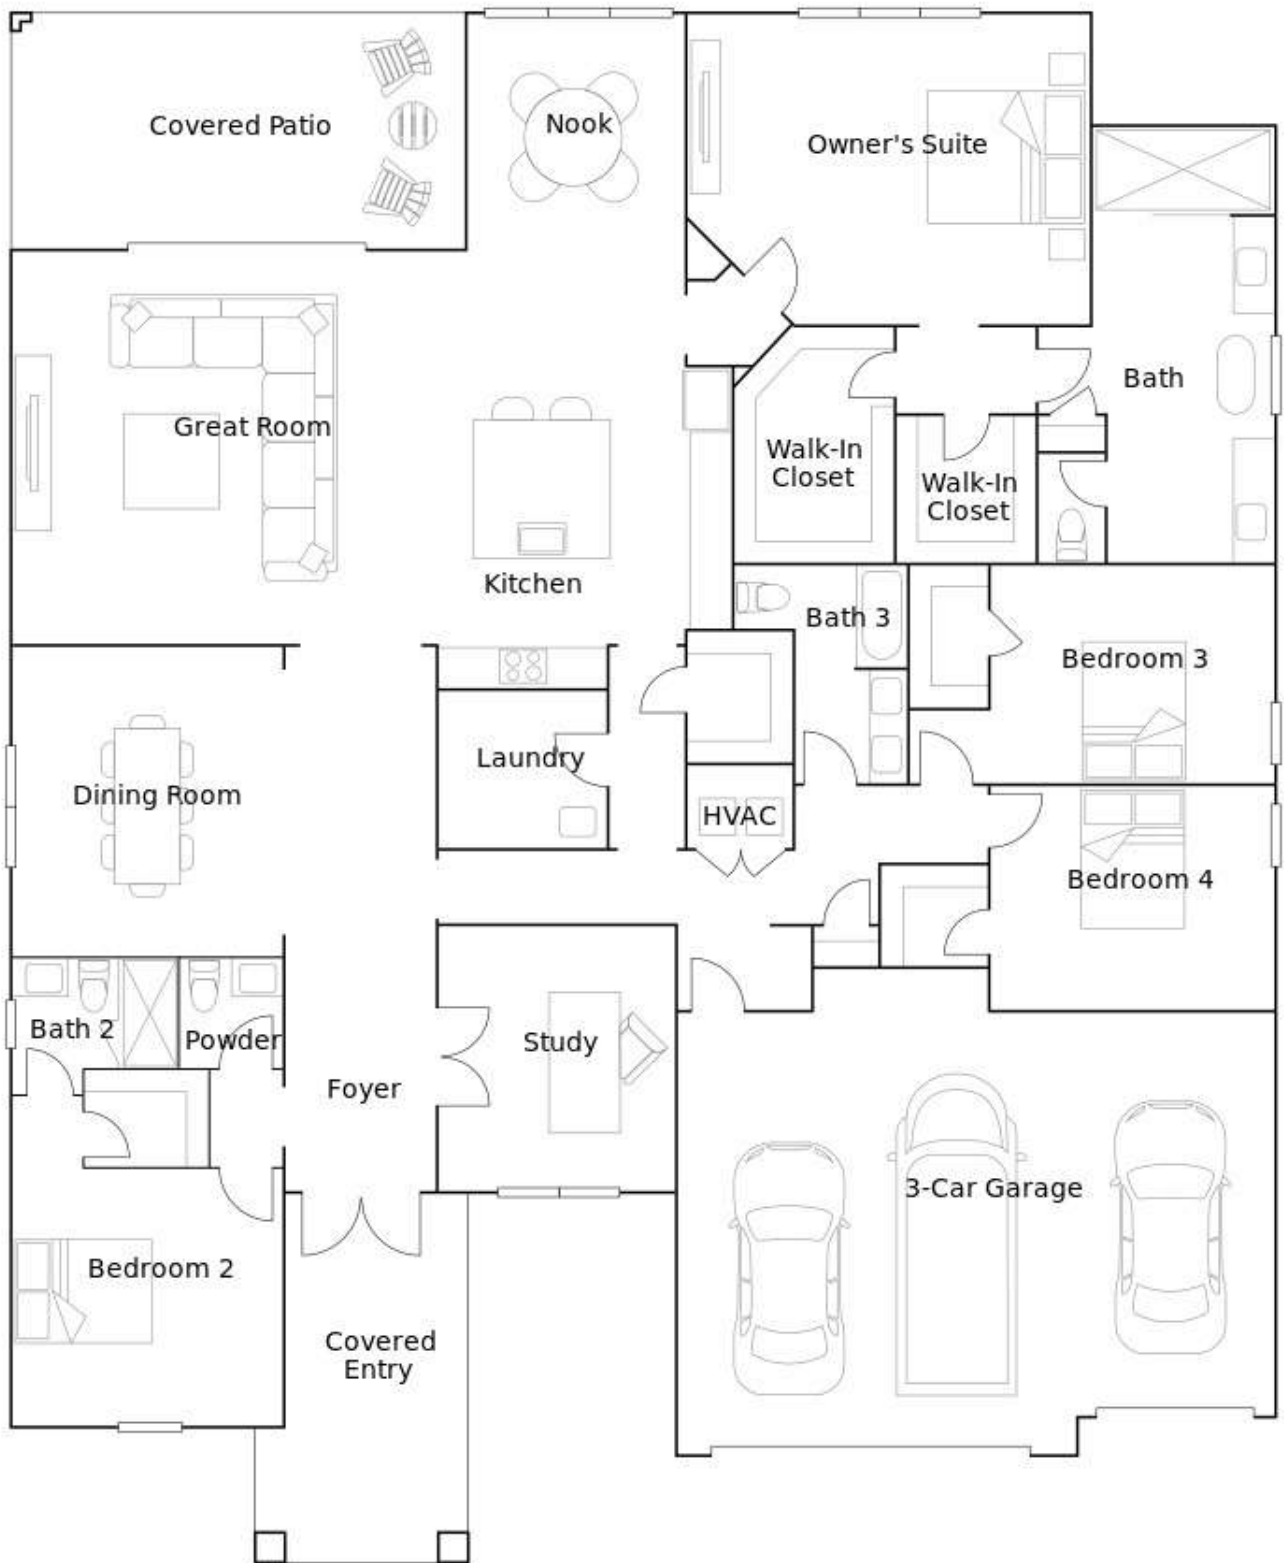 Covered Patio
Nook
Owner's Suite
Great Room
Bath
Walk-In
Closet
Walk-In
Closet
Kitchen
Bath 3
Bedroom 3
Laundry
Dining Room
HVAC
Bedroom 4
Bath 2
Powder
Study
Foyer
3-Car Garage
Bedroom 2
Covered
Entry